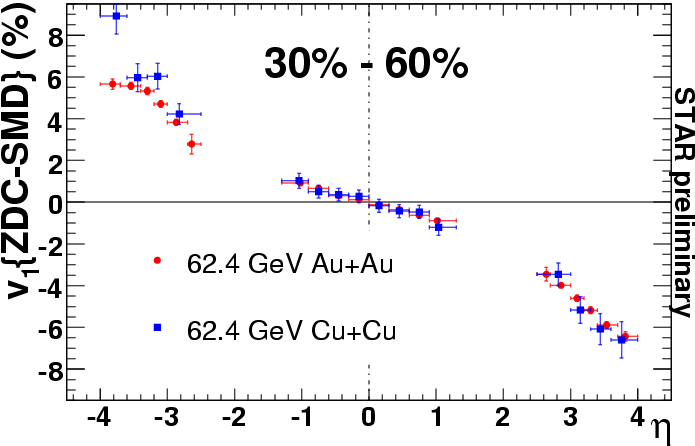 30% - 60%
v1{ZDC-SMD} (%)
8
6
4
2
0
-2
-4
-6
-8
62.4 GeV Au+Au
62.4 GeV Cu+Cu
-4 -3 -2 -1 0 1 2 3 4 η
STAR preliminary